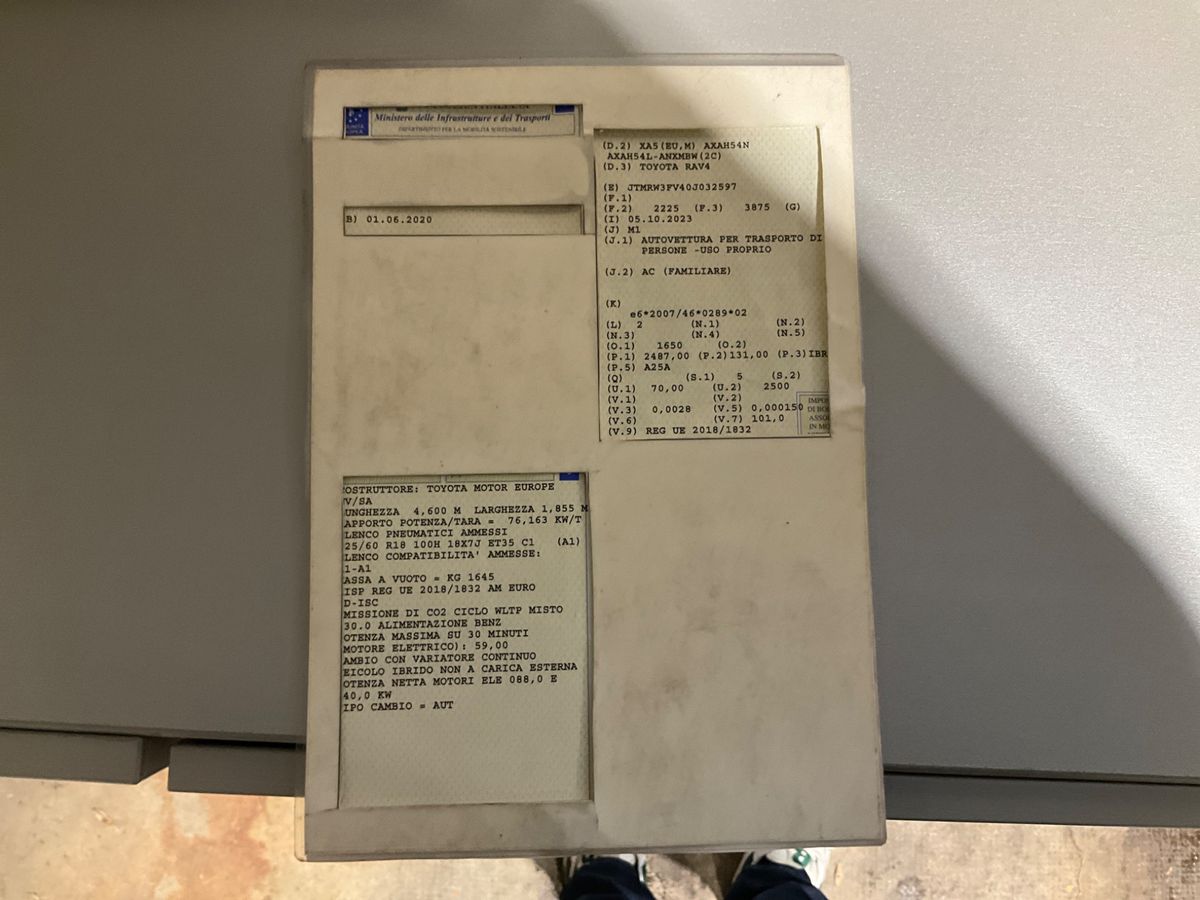 Ministero delle Infrastrutture e dei Trasporti
DIPARTIMENTO PER LA MOBILITÀ SOSTENIBILE
B) 01.06.2020
(D.2) XA5(EU,M) AXAH54N
AXAH54L-ANXMBW(2C)
(D.3) TOYOTA RAV4
(E) JTMRW3FV40J032597
(F.1)
(F.2) 2225 (F.3) 3875 (G)
(I) 05.10.2023
(J) M1
(J.1) AUTOVETTURA PER TRASPORTO DI
PERSONE -USO PROPRIO
(J.2) AC (FAMILIARE)
(K)
e6*2007/46*0289*02
(L) 2 (N.1) (N.2)
(N.3) (N.4) (N.5)
(O.1) 1650 (O.2)
(P.1) 2487,00 (P.2)131,00 (P.3)IBR
(P.5) A25A
(Q) (S.1) 5 (S.2)
(U.1) 70,00 (U.2) 2500
(V.1) (V.2)
(V.3) 0,0028 (V.5) 0,000150
(V.6) (V.7) 101,0
(V.9) REG UE 2018/1832
IMPO
DI BO
ASSO
IN MO
OSTRUTTORE: TOYOTA MOTOR EUROPE
V/SA
UNGHEZZA 4,600 M LARGHEZZA 1,855 M
APPORTO POTENZA/TARA = 76,163 KW/T
LENCO PNEUMATICI AMMESSI
25/60 R18 100H 18X7J ET35 C1 (A1)
LENCO COMPATIBILITA' AMMESSE:
1-A1
ASSA A VUOTO = KG 1645
ISP REG UE 2018/1832 AM EURO
D-ISC
MISSIONE DI CO2 CICLO WLTP MISTO
30.0 ALIMENTAZIONE BENZ
OTENZA MASSIMA SU 30 MINUTI
MOTORE ELETTRICO): 59,00
AMBIO CON VARIATORE CONTINUO
EICOLO IBRIDO NON A CARICA ESTERNA
OTENZA NETTA MOTORI ELE 088,0 E
40,0 KW
IPO CAMBIO = AUT